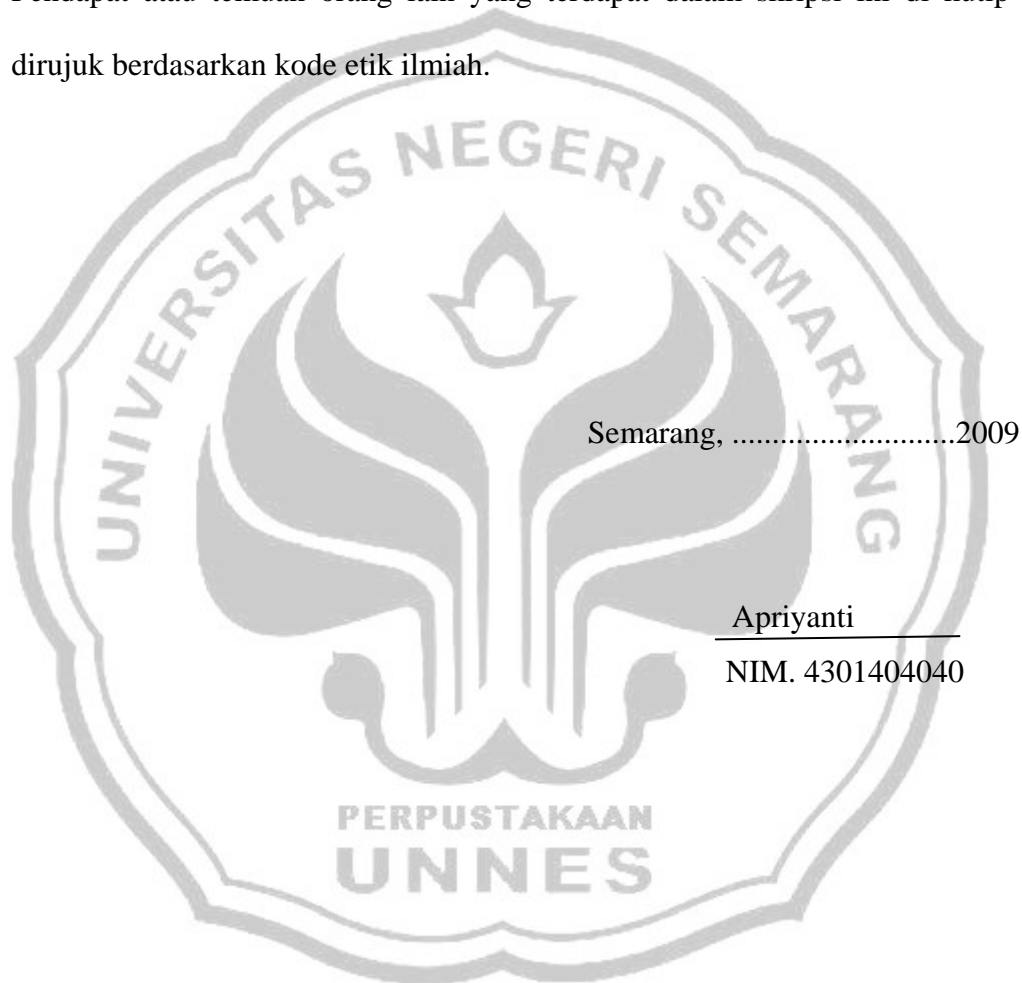 dirujuk berdasarkan kode etik ilmiah.
UNIVERSITAS NEGERI SEMARANG
Semarang, ............................2009
Apriyanti
NIM. 4301404040
PERPUSTAKAAN
UNNES